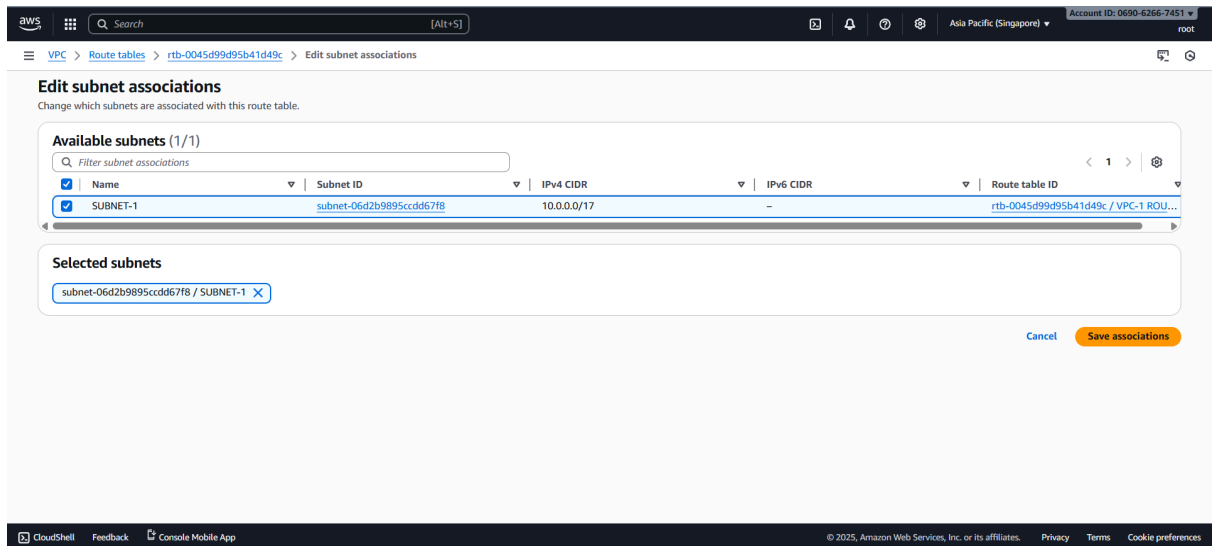 aws
Search [Alt+S]
Asia Pacific (Singapore)
Account ID: 0690-6266-7451
root
VPC > Route tables > rtb-0045d99d95b41d49c > Edit subnet associations
Edit subnet associations
Change which subnets are associated with this route table.
Available subnets (1/1)
Filter subnet associations
1
Name Subnet ID IPv4 CIDR IPv6 CIDR Route table ID
SUBNET-1 subnet-06d2b9895ccdd67f8 10.0.0.0/17 – rtb-0045d99d95b41d49c / VPC-1 ROU...
Selected subnets
subnet-06d2b9895ccdd67f8 / SUBNET-1
Cancel Save associations
CloudShell Feedback Console Mobile App © 2025, Amazon Web Services, Inc. or its affiliates. Privacy Terms Cookie preferences